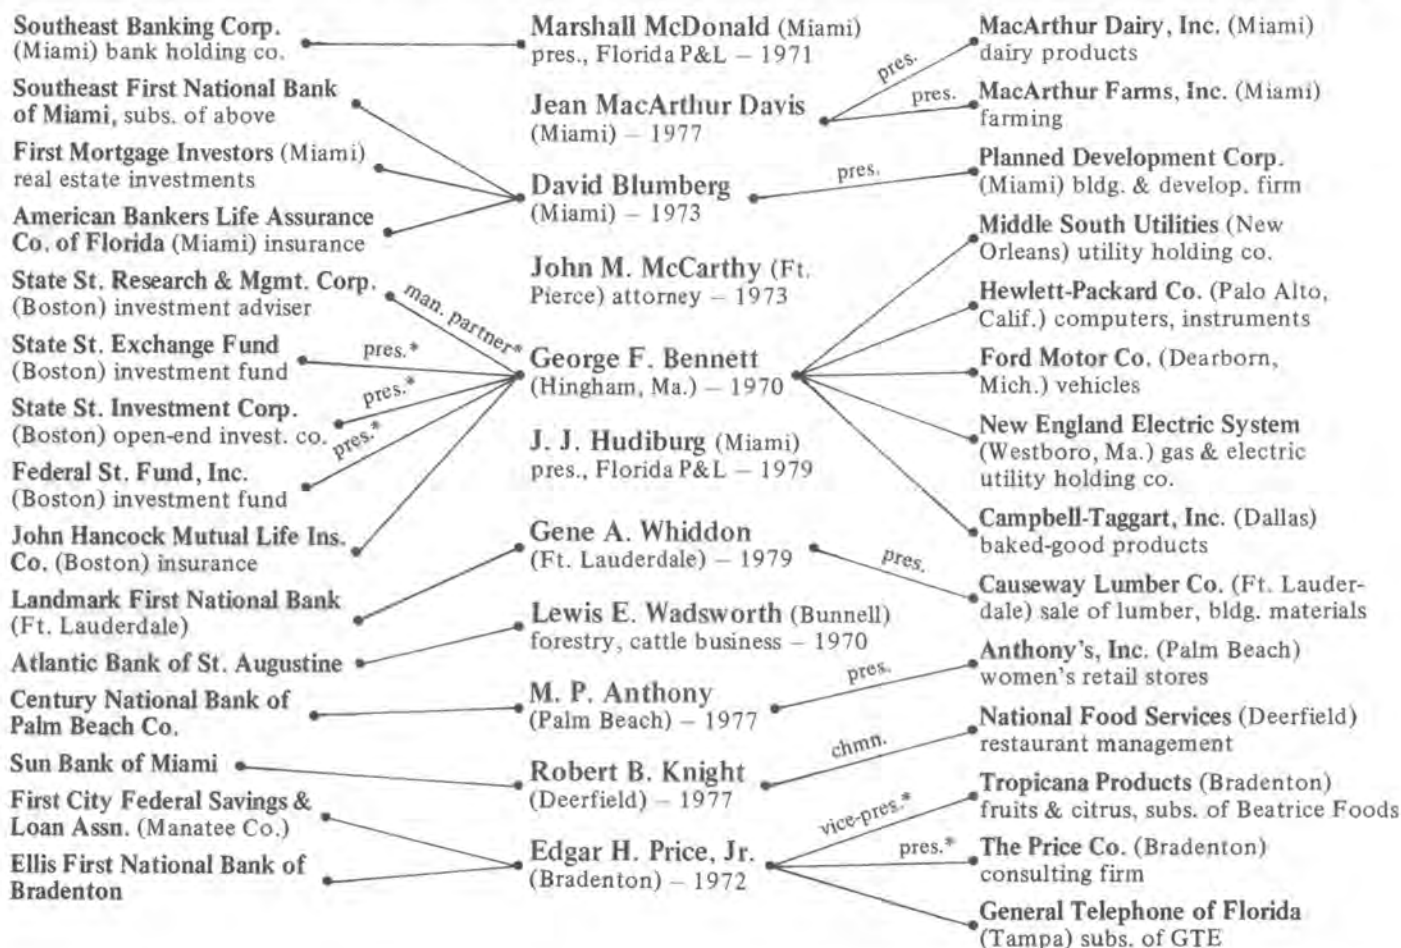 Southeast Banking Corp.
(Miami) bank holding co.
Southeast First National Bank
of Miami, subs. of above
First Mortgage Investors (Miami)
real estate investments
American Bankers Life Assurance
Co. of Florida (Miami) insurance
State St. Research & Mgmt. Corp.
(Boston) investment adviser
State St. Exchange Fund
(Boston) investment fund
State St. Investment Corp.
(Boston) open-end invest. co.
Federal St. Fund, Inc.
(Boston) investment fund
John Hancock Mutual Life Ins.
Co. (Boston) insurance
Landmark First National Bank
(Ft. Lauderdale)
Atlantic Bank of St. Augustine
Century National Bank of
Palm Beach Co.
Sun Bank of Miami
First City Federal Savings &
Loan Assn. (Manatee Co.)
Ellis First National Bank of
Bradenton
man. partner*
pres.*
pres.*
pres.*
Marshall McDonald (Miami)
pres., Florida P&L – 1971
Jean MacArthur Davis
(Miami) – 1977
David Blumberg
(Miami) – 1973
John M. McCarthy (Ft.
Pierce) attorney – 1973
George F. Bennett
(Hingham, Ma.) – 1970
J. J. Hudiburg (Miami)
pres., Florida P&L – 1979
Gene A. Whiddon
(Ft. Lauderdale) – 1979
Lewis E. Wadsworth (Bunnell)
forestry, cattle business – 1970
M. P. Anthony
(Palm Beach) – 1977
Robert B. Knight
(Deerfield) – 1977
Edgar H. Price, Jr.
(Bradenton) – 1972
pres.
pres.
pres.
pres.
pres.
chmn.
vice-pres.*
pres.*
MacArthur Dairy, Inc. (Miami)
dairy products
MacArthur Farms, Inc. (Miami)
farming
Planned Development Corp.
(Miami) bldg. & develop. firm
Middle South Utilities (New
Orleans) utility holding co.
Hewlett-Packard Co. (Palo Alto,
Calif.) computers, instruments
Ford Motor Co. (Dearborn,
Mich.) vehicles
New England Electric System
(Westboro, Ma.) gas & electric
utility holding co.
Campbell-Taggart, Inc. (Dallas)
baked-good products
Causeway Lumber Co. (Ft. Lauder-
dale) sale of lumber, bldg. materials
Anthony's, Inc. (Palm Beach)
women's retail stores
National Food Services (Deerfield)
restaurant management
Tropicana Products (Bradenton)
fruits & citrus, subs. of Beatrice Foods
The Price Co. (Bradenton)
consulting firm
General Telephone of Florida
(Tampa) subs. of GTE